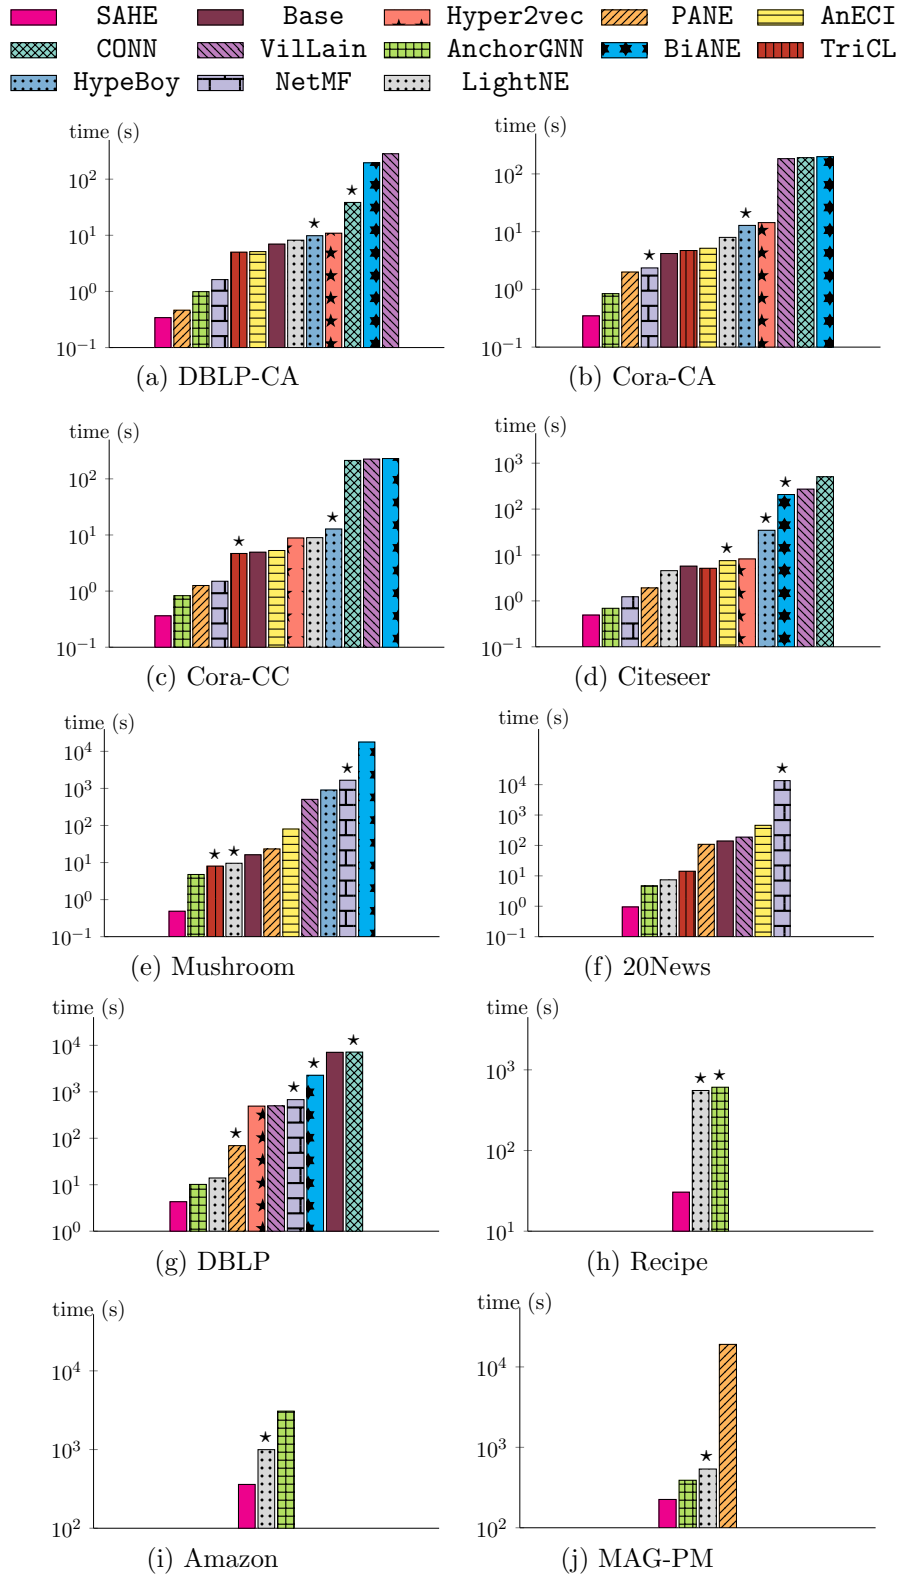 SAHE Base Hyper2vec PANE AnECI
CONN VilLain AnchorGNN BiANE TriCL
HypeBoy NetMF LightNE
time (s)
10^2
10^1
10^0
10^−1
(a) DBLP-CA
time (s)
10^2
10^1
10^0
10^−1
(b) Cora-CA
time (s)
10^2
10^1
10^0
10^−1
(c) Cora-CC
time (s)
10^3
10^2
10^1
10^0
10^−1
(d) Citeseer
time (s)
10^4
10^3
10^2
10^1
10^0
10^−1
(e) Mushroom
time (s)
10^4
10^3
10^2
10^1
10^0
10^−1
(f) 20News
time (s)
10^4
10^3
10^2
10^1
10^0
(g) DBLP
time (s)
10^3
10^2
10^1
(h) Recipe
time (s)
10^4
10^3
10^2
(i) Amazon
time (s)
10^4
10^3
10^2
(j) MAG-PM